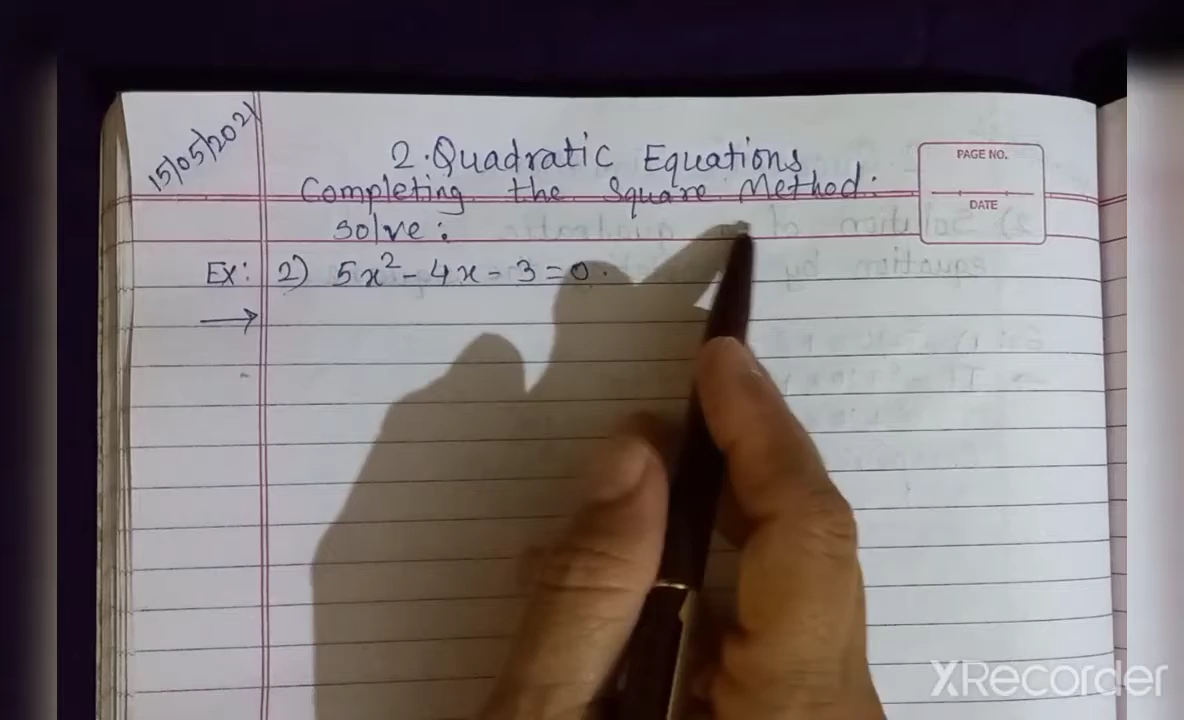 15/05/2021
2. Quadratic Equations
PAGE NO.
Completing the Square Method.
DATE
Solve:
Ex: 2) 5x² - 4x - 3 = 0.
→
XRecorder